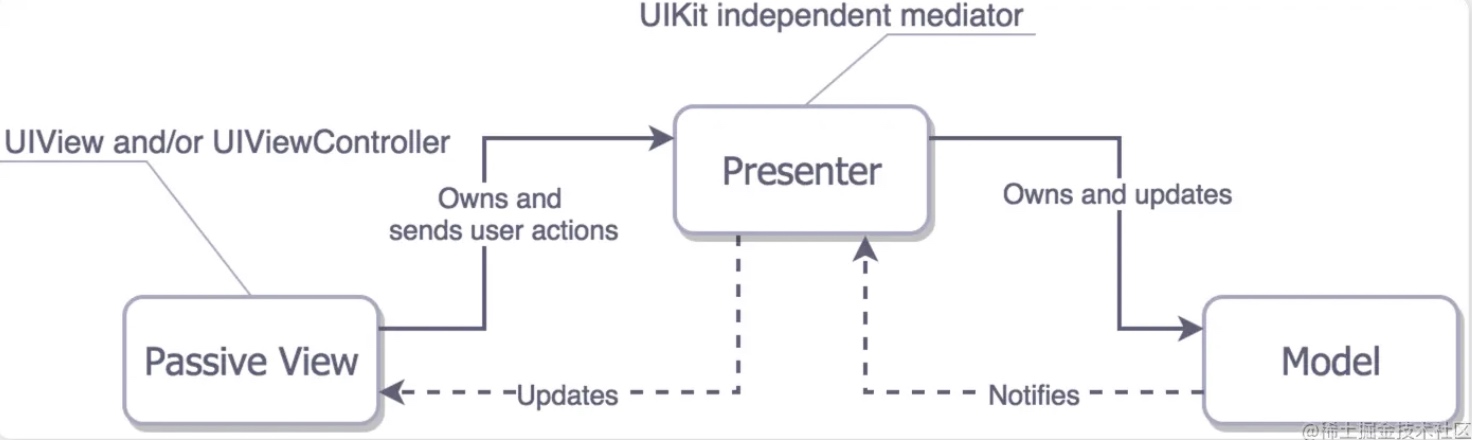 UIKit independent mediator
UIView and/or UIViewController
Presenter
Owns and
sends user actions
Owns and updates
Passive View
Model
Updates
Notifies
@稀土掘金技术社区